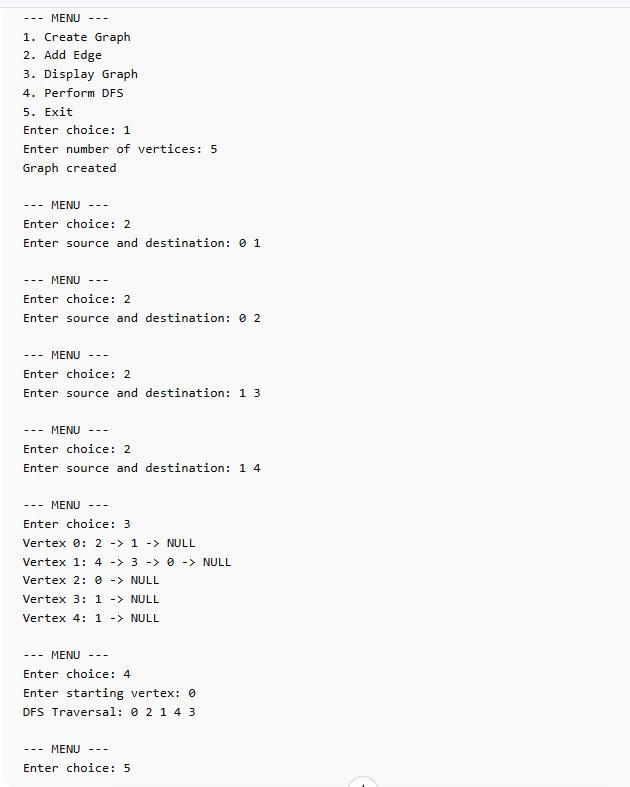 --- MENU ---
1. Create Graph
2. Add Edge
3. Display Graph
4. Perform DFS
5. Exit
Enter choice: 1
Enter number of vertices: 5
Graph created
--- MENU ---
Enter choice: 2
Enter source and destination: 0 1
--- MENU ---
Enter choice: 2
Enter source and destination: 0 2
--- MENU ---
Enter choice: 2
Enter source and destination: 1 3
--- MENU ---
Enter choice: 2
Enter source and destination: 1 4
--- MENU ---
Enter choice: 3
Vertex 0: 2 -> 1 -> NULL
Vertex 1: 4 -> 3 -> 0 -> NULL
Vertex 2: 0 -> NULL
Vertex 3: 1 -> NULL
Vertex 4: 1 -> NULL
--- MENU ---
Enter choice: 4
Enter starting vertex: 0
DFS Traversal: 0 2 1 4 3
--- MENU ---
Enter choice: 5